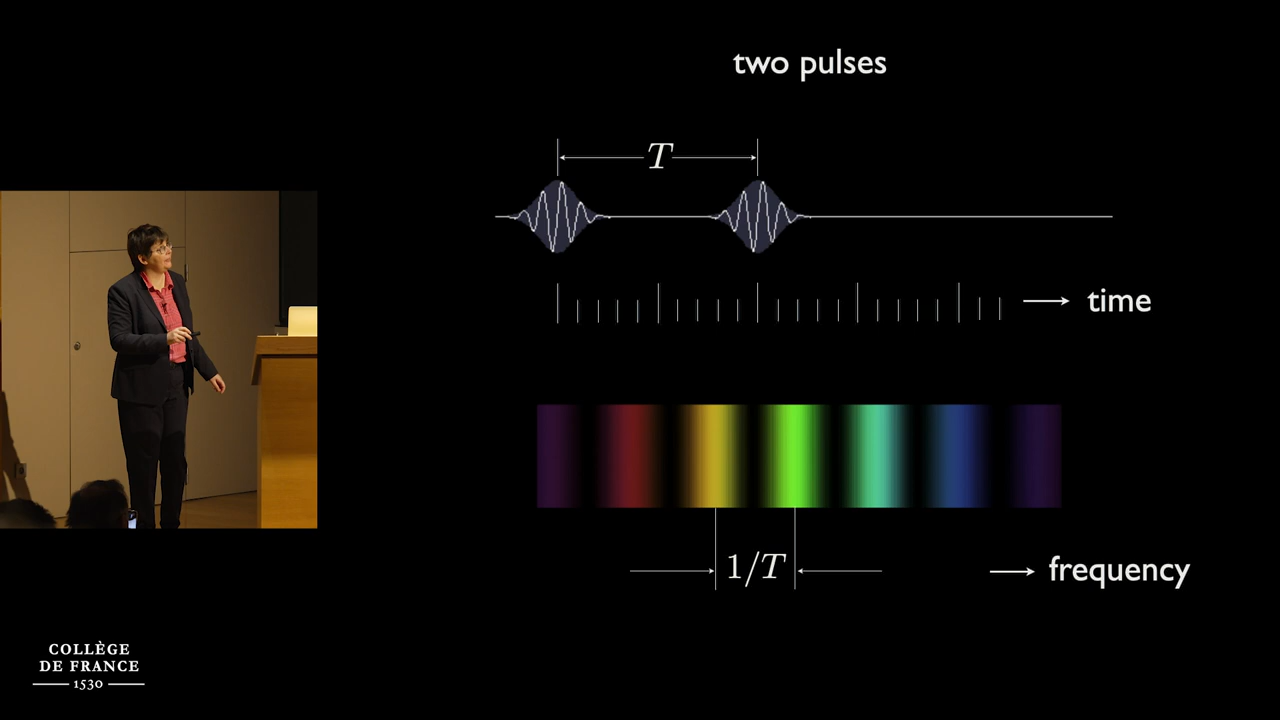 two pulses
T
time
1/T
frequency
COLLÈGE
DE FRANCE
1530